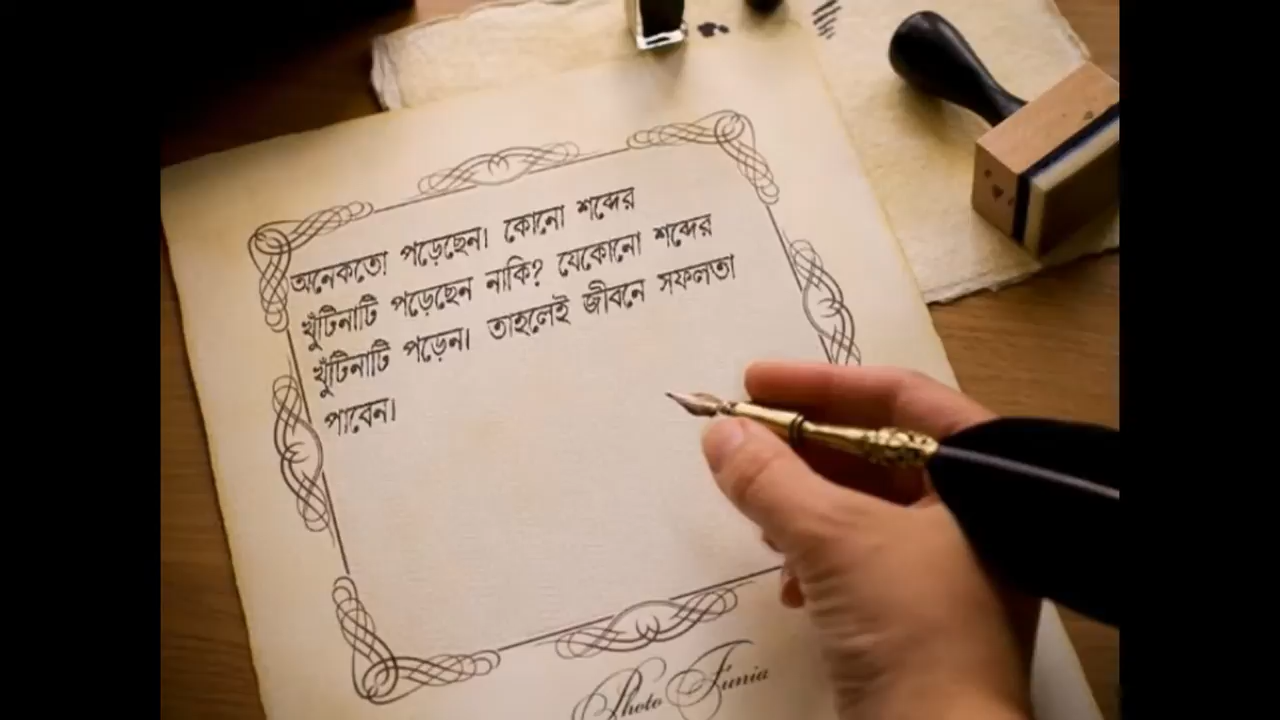 অনেকতো পড়েছেন। কোনো শব্দের
খুঁটিনাটি পড়েছেন নাকি? যেকোনো শব্দের
খুঁটিনাটি পড়েন। তাহলেই জীবনে সফলতা
পাবেন।
Photo Funia